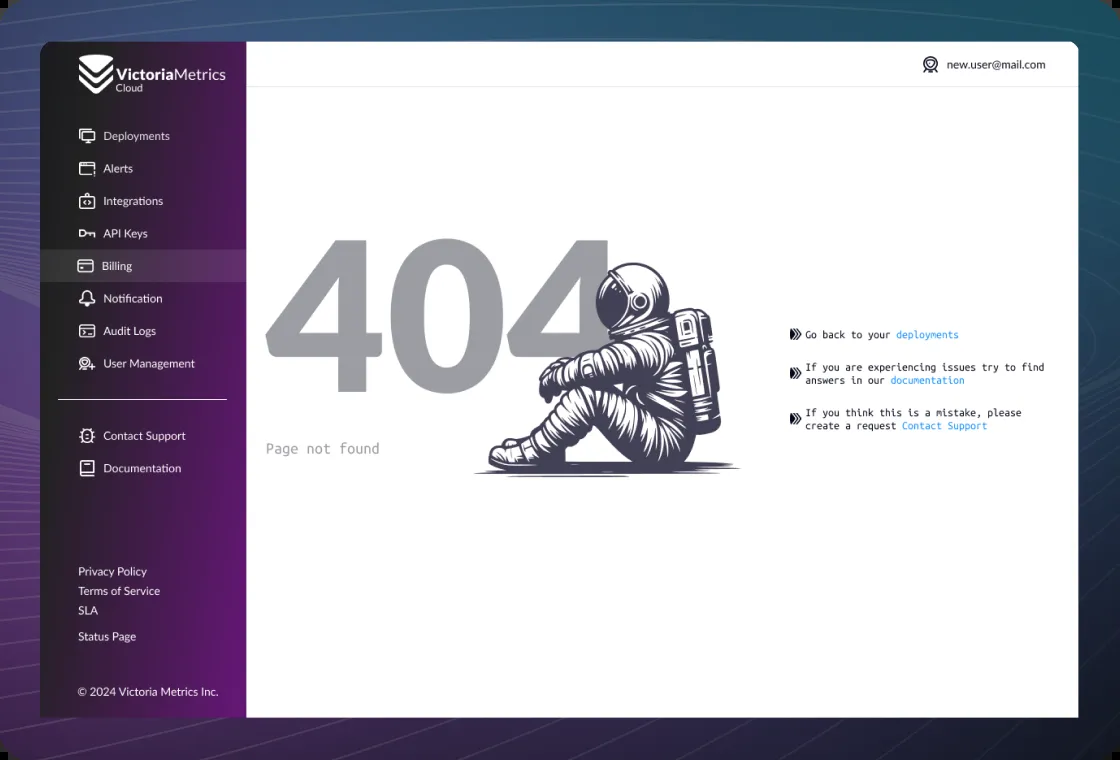 VictoriaMetrics
Cloud
new.user@mail.com
Deployments
Alerts
Integrations
API Keys
Billing
Notification
Audit Logs
User Management
Contact Support
Documentation
Privacy Policy
Terms of Service
SLA
Status Page
© 2024 Victoria Metrics Inc.
404
Page not found
Go back to your deployments
If you are experiencing issues try to find
answers in our documentation
If you think this is a mistake, please
create a request Contact Support